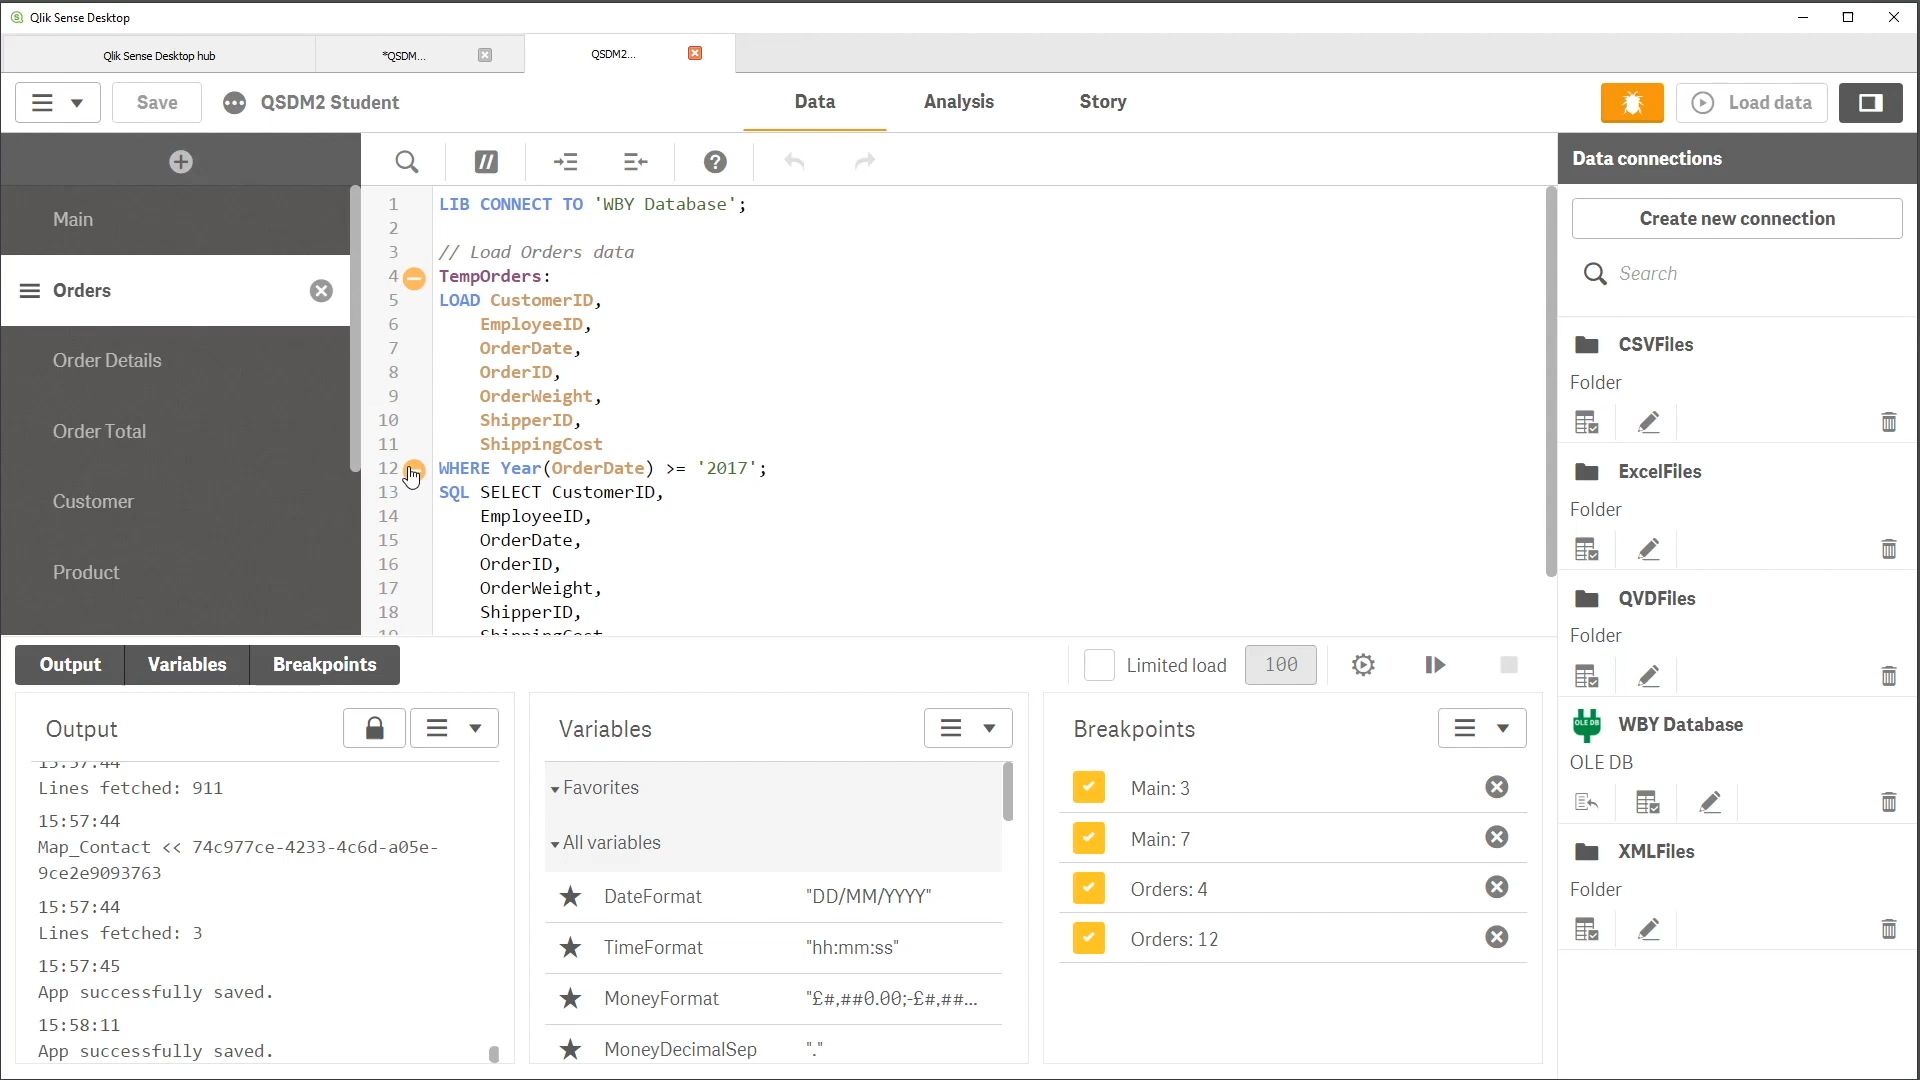 Qlik Sense Desktop
Qlik Sense Desktop hub
*QSDM...
QSDM2...
Save
QSDM2 Student
Data
Analysis
Story
Load data
Main
Orders
Order Details
Order Total
Customer
Product
1 LIB CONNECT TO 'WBY Database';
2
3 // Load Orders data
4 TempOrders:
5 LOAD CustomerID,
6 EmployeeID,
7 OrderDate,
8 OrderID,
9 OrderWeight,
10 ShipperID,
11 ShippingCost
12 WHERE Year(OrderDate) >= '2017';
13 SQL SELECT CustomerID,
14 EmployeeID,
15 OrderDate,
16 OrderID,
17 OrderWeight,
18 ShipperID,
19 ShippingCost
Data connections
Create new connection
Search
CSVFiles
Folder
ExcelFiles
Folder
QVDFiles
Folder
OLE DB
WBY Database
OLE DB
XMLFiles
Folder
Output
Variables
Breakpoints
Limited load
100
Output
15:57:44
Lines fetched: 911
15:57:44
Map_Contact << 74c977ce-4233-4c6d-a05e-
9ce2e9093763
15:57:44
Lines fetched: 3
15:57:45
App successfully saved.
15:58:11
App successfully saved.
Variables
Favorites
All variables
DateFormat "DD/MM/YYYY"
TimeFormat "hh:mm:ss"
MoneyFormat "£#,##0.00;-£#,##...
MoneyDecimalSep "."
Breakpoints
Main: 3
Main: 7
Orders: 4
Orders: 12